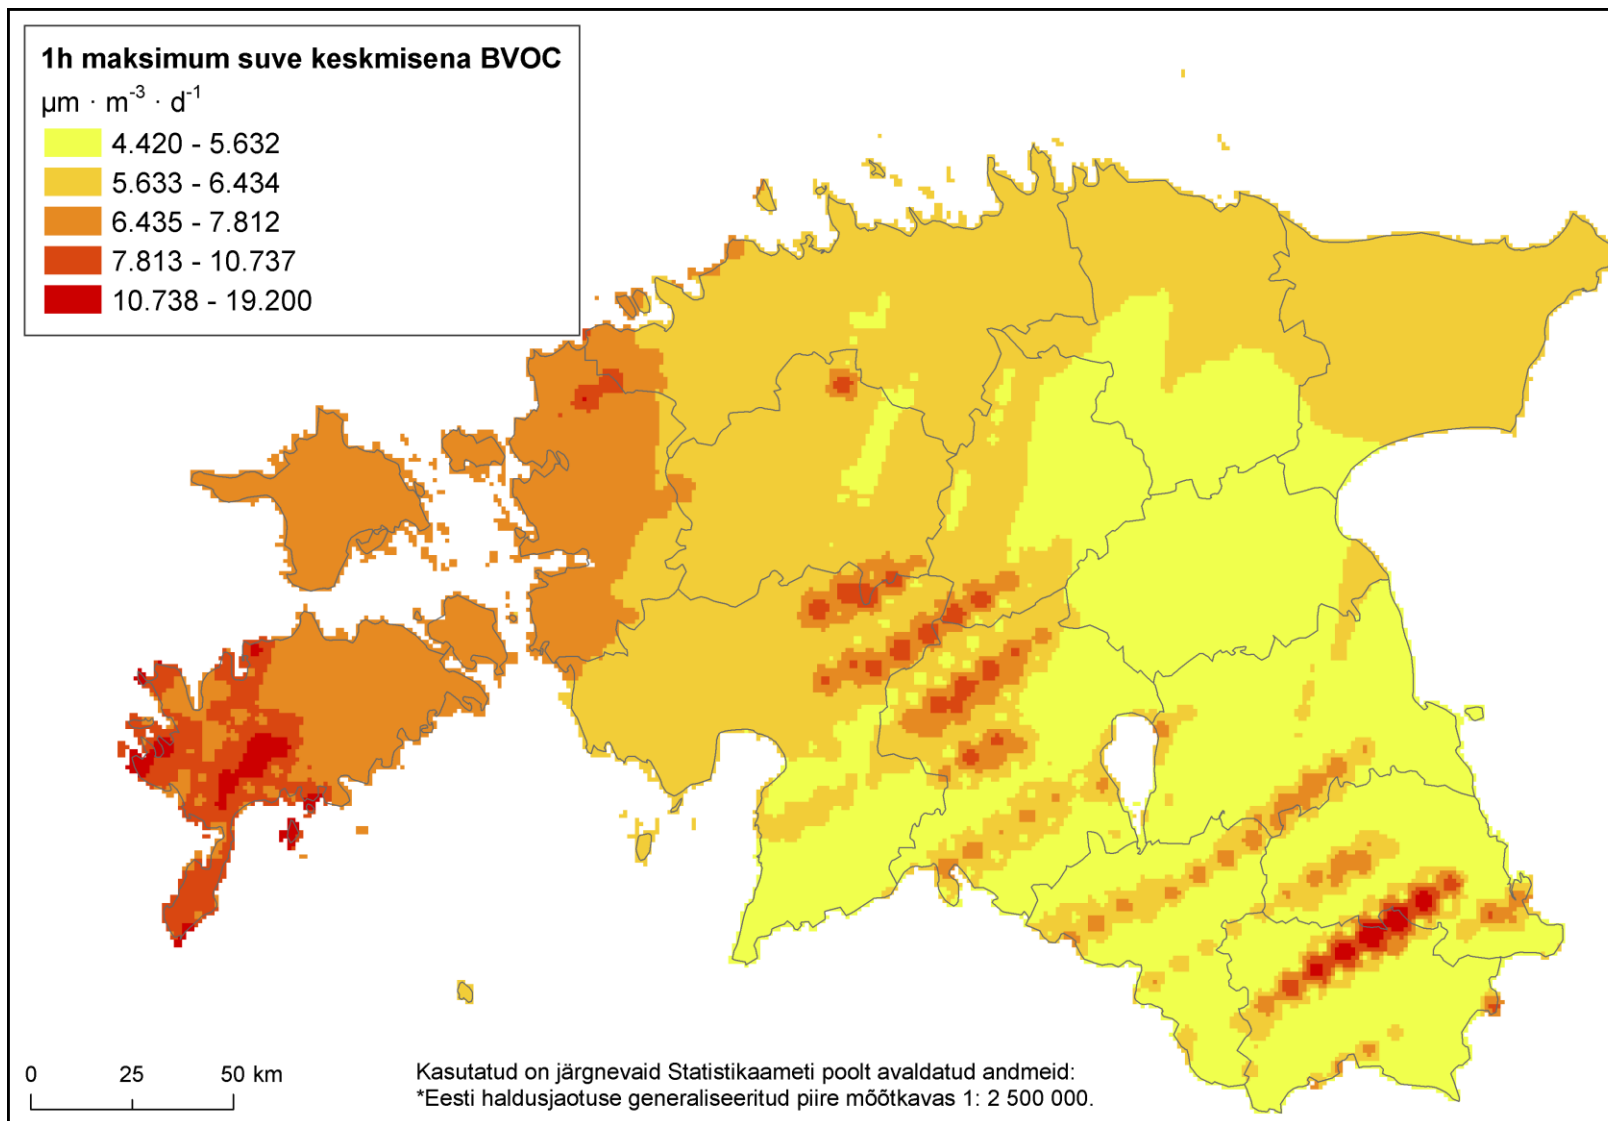 1h maksimum suve keskmisena BVOC
µm · m⁻³ · d⁻¹
4.420 - 5.632
5.633 - 6.434
6.435 - 7.812
7.813 - 10.737
10.738 - 19.200
0 25 50 km
Kasutatud on järgnevaid Statistikaameti poolt avaldatud andmeid:
*Eesti haldusjaotuse generaliseeritud piire mõõtkavas 1: 2 500 000.